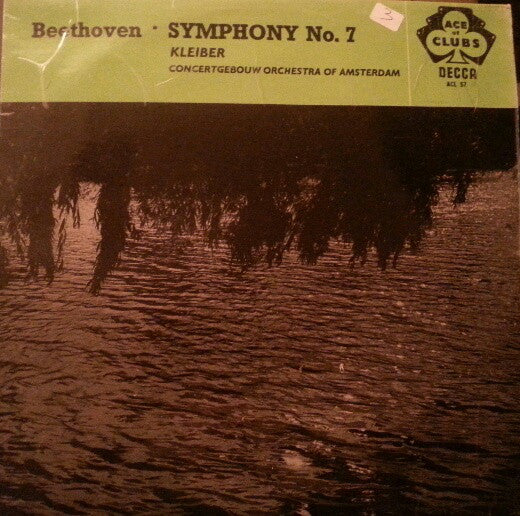 Beethoven · SYMPHONY No. 7
KLEIBER
CONCERTGEBOUW ORCHESTRA OF AMSTERDAM
3
ACE
OF
CLUBS
DECCA
ACL 57